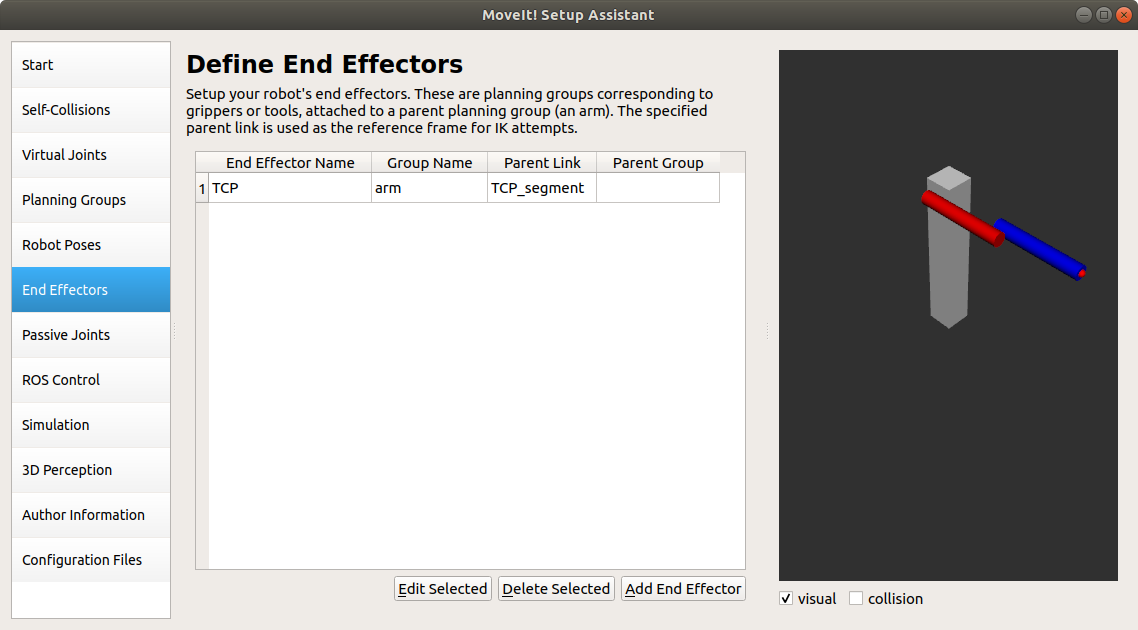 MoveIt! Setup Assistant
Start
Self-Collisions
Virtual Joints
Planning Groups
Robot Poses
End Effectors
Passive Joints
ROS Control
Simulation
3D Perception
Author Information
Configuration Files
Define End Effectors
Setup your robot's end effectors. These are planning groups corresponding to
grippers or tools, attached to a parent planning group (an arm). The specified
parent link is used as the reference frame for IK attempts.
End Effector Name Group Name Parent Link Parent Group
1 TCP arm TCP_segment
Edit Selected Delete Selected Add End Effector
visual collision